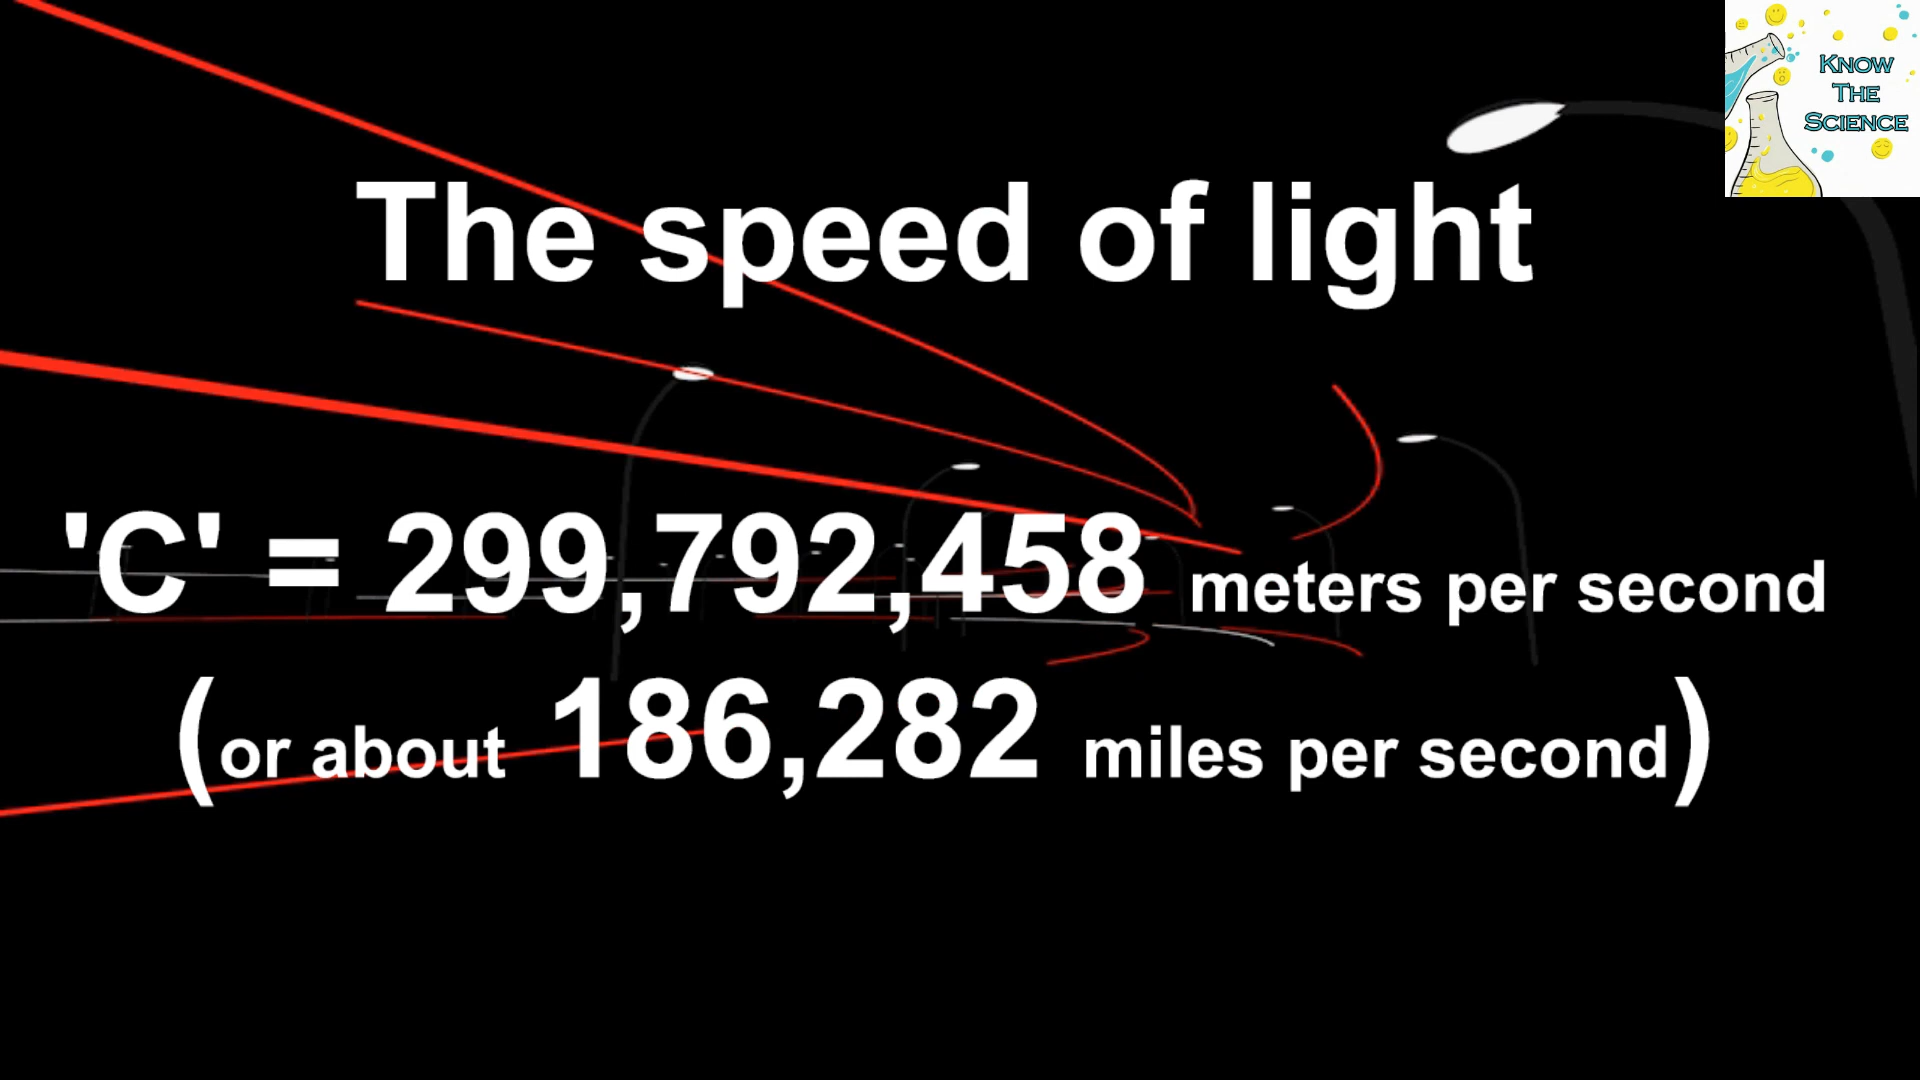 Know
The
Science
The speed of light
'C' = 299,792,458 meters per second
(or about 186,282 miles per second)